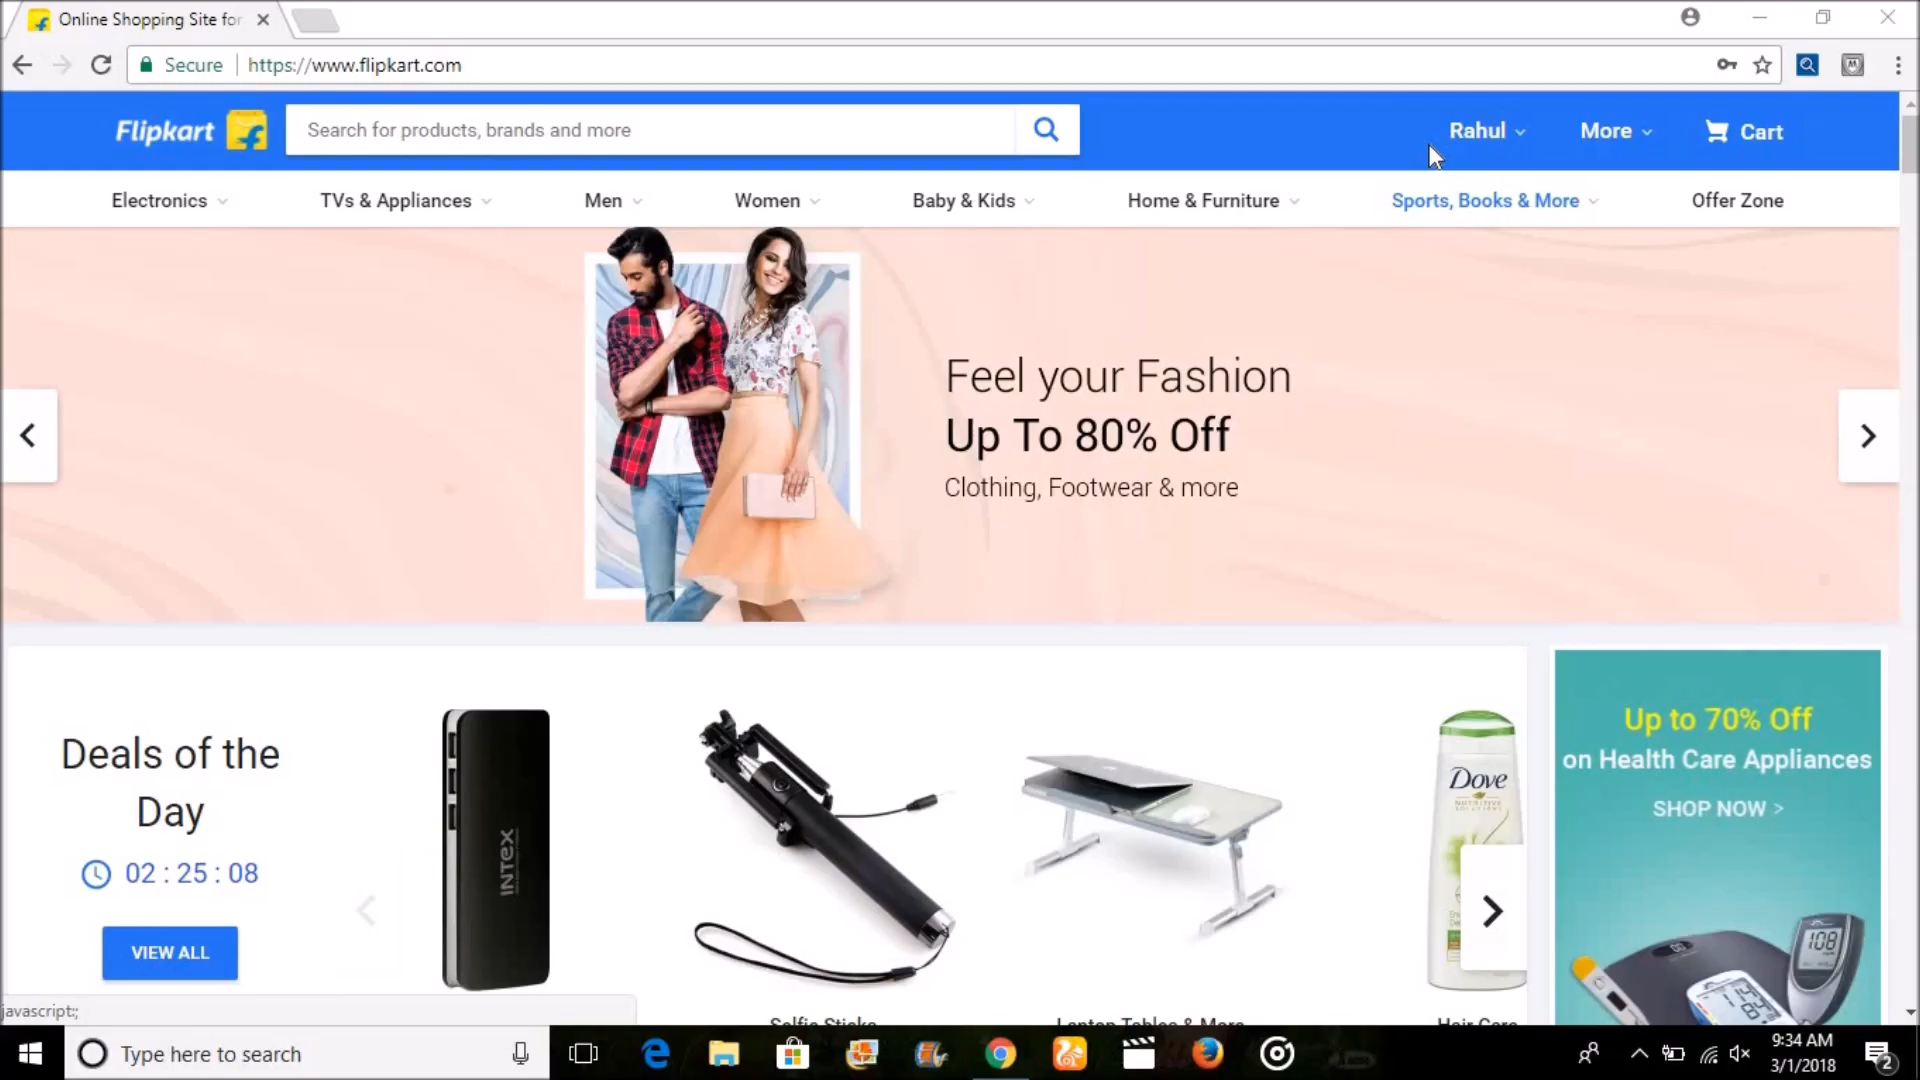 Online Shopping Site for
Secure
https://www.flipkart.com
Flipkart
Search for products, brands and more
Rahul
More
Cart
Electronics
TVs & Appliances
Men
Women
Baby & Kids
Home & Furniture
Sports, Books & More
Offer Zone
Feel your Fashion
Up To 80% Off
Clothing, Footwear & more
Deals of the
Day
02 : 25 : 08
VIEW ALL
INTEX
Dove
Up to 70% Off
on Health Care Appliances
SHOP NOW >
108
javascript:;
Selfie Sticks
Laptop Tables & More
Hair Care
Type here to search
9:34 AM
3/1/2018
2